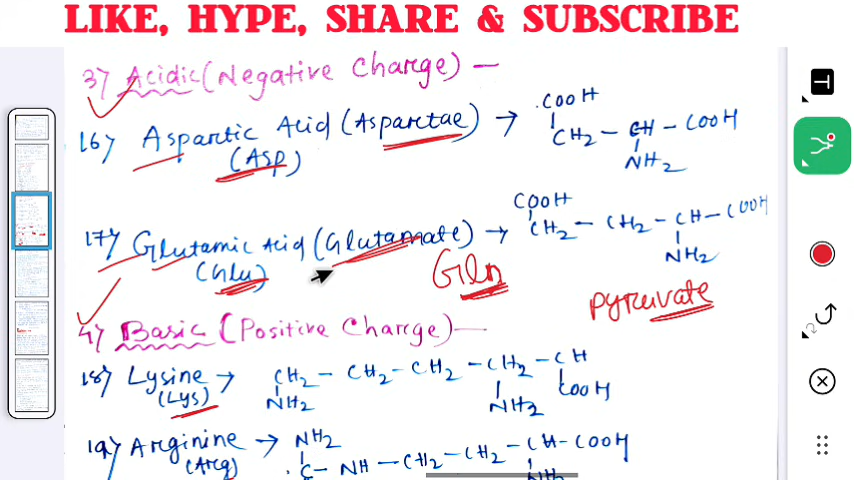 LIKE, HYPE, SHARE & SUBSCRIBE
3) Acidic (Negative Charge) —
16) Aspartic Acid (Asparctae) → COOH
CH2 — CH — COOH
(Asp) NH2
17) Glutamic Acid (Glutamate) → COOH
CH2 — CH2 — CH — COOH
(Glu) NH2
Gln
pyruvate
4) Basic (Positive Charge) —
18) Lysine → CH2 — CH2 — CH2 — CH2 — CH
(Lys) NH2 NH2 COOH
19) Arginine → NH2
C — NH — CH2 — CH2 — CH — COOH
(Arg) NH2
T
2